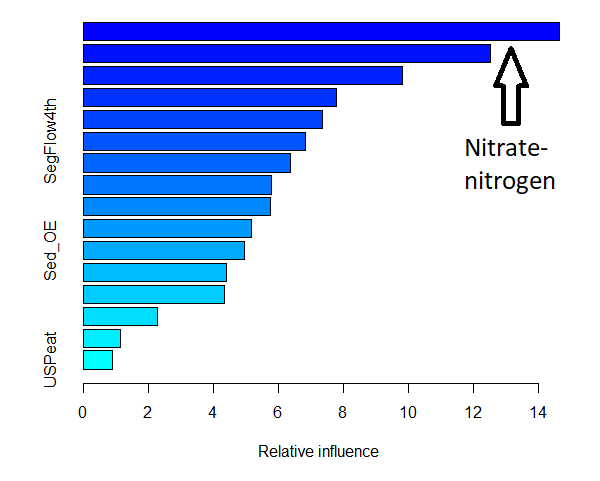 SegFlow4th
Nitrate-
nitrogen
Sed_OE
USPeat
0 2 4 6 8 10 12 14
Relative influence